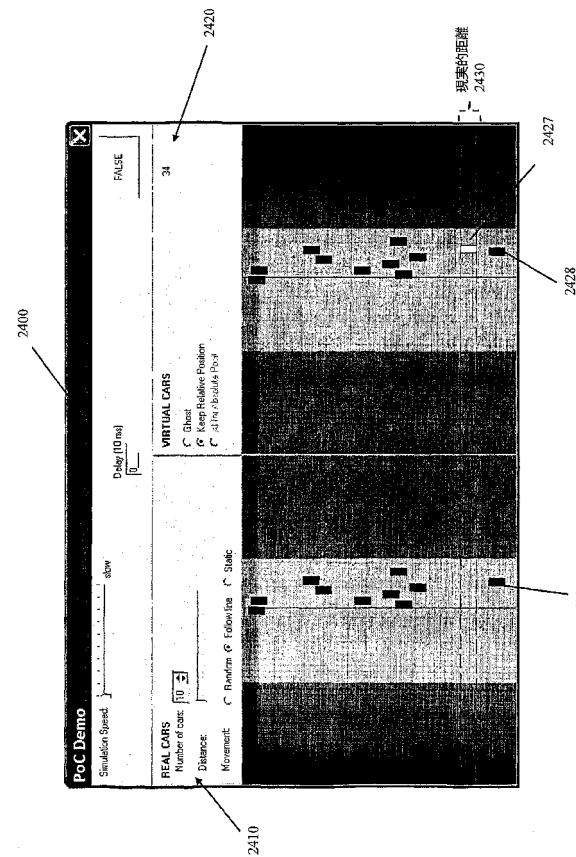 2400
PoC Demo
Simulation Speed:
slow
Delay (10 ms)
0
FALSE
REAL CARS
Number of cars:
10
Distance:
Movement:
Random
Follow line
Static
VIRTUAL CARS
Ghost
Keep Relative Position
34
2410
2420
現実的距離
2430
2427
2428